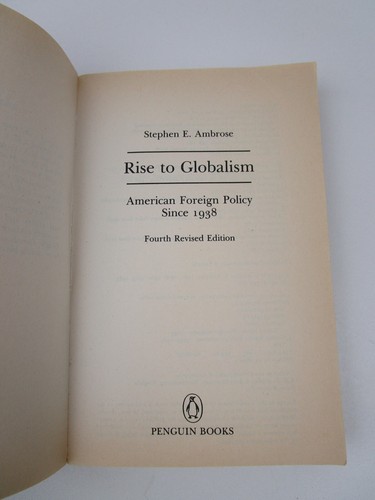 Stephen E. Ambrose
Rise to Globalism
American Foreign Policy
Since 1938
Fourth Revised Edition
PENGUIN BOOKS